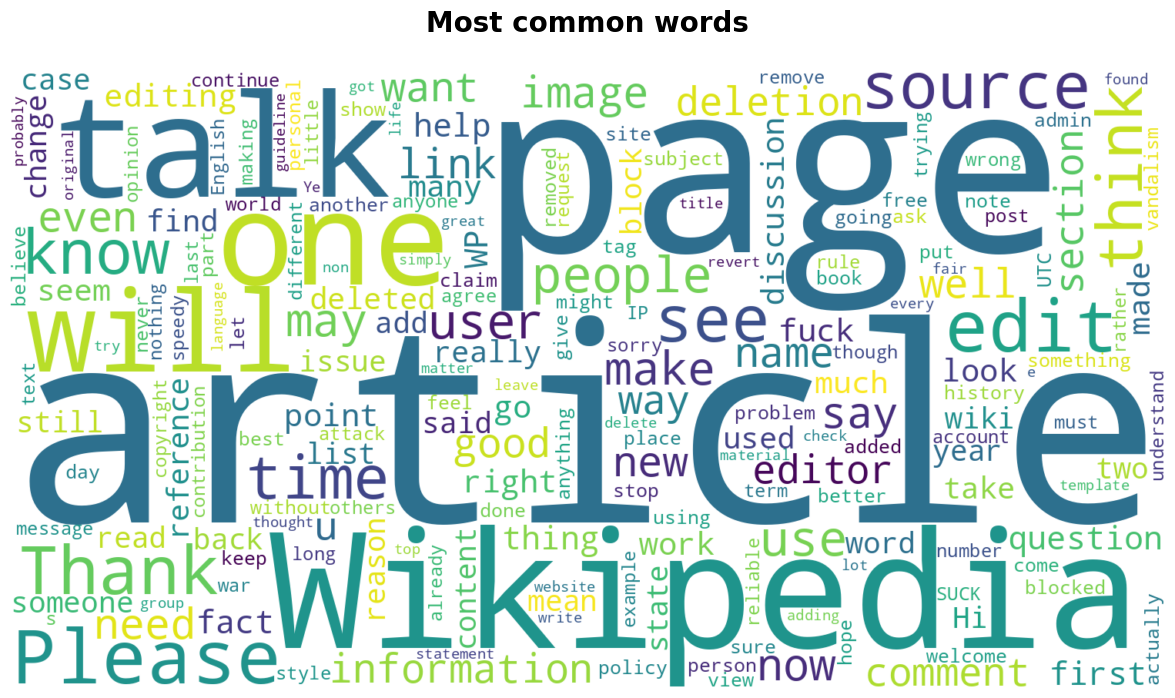 Most common words
case
continue
got
want
image
remove
source
found
editing
show
life
deletion
probably
original
change
talk
guideline
personal
little
opinion
English
making
help
site
admin
link
page
removed
request
block
subject
discussion
trying
wrong
section
think
vandalism
many
Ye
world
another
anyone
great
title
free
note
going
ask
post
even
find
one
WP
tag
revert
put
UTC
know
believe
last
part
different
non
simply
people
claim
rule
book
fair
well
made
seem
deleted
agree
might
IP
every
edit
rather
never
nothing
speedy
language
let
will
may
add
user
give
see
fuck
try
issue
really
sorry
make
name
though
something
text
article
matter
leave
much
look
e
history
understand
still
copyright
contribution
reference
point
feel
said
go
way
delete
problem
say
wiki
must
best
attack
good
anything
place
used
check
added
account
year
day
list
time
right
new
material
editor
two
stop
term
better
take
template
without
others
done
using
message
thought
u
read
back
reason
thing
work
use
word
number
question
keep
long
top
already
content
Thank
war
Wikipedia
website
mean
write
example
state
reliable
adding
lot
come
blocked
SUCK
someone
group
s
need
fact
Hi
actually
Please
statement
sure
hope
welcome
style
information
policy
person
view
now
comment
first